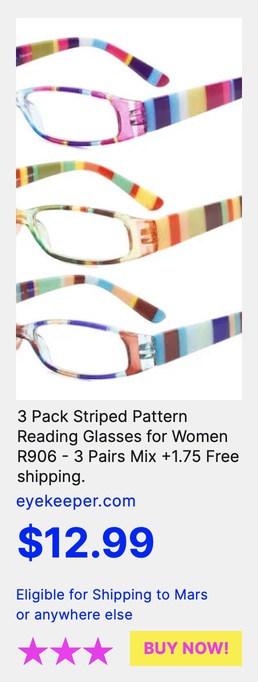 3 Pack Striped Pattern
Reading Glasses for Women
R906 - 3 Pairs Mix +1.75 Free
shipping.
eyekeeper.com
$12.99
Eligible for Shipping to Mars
or anywhere else
BUY NOW!